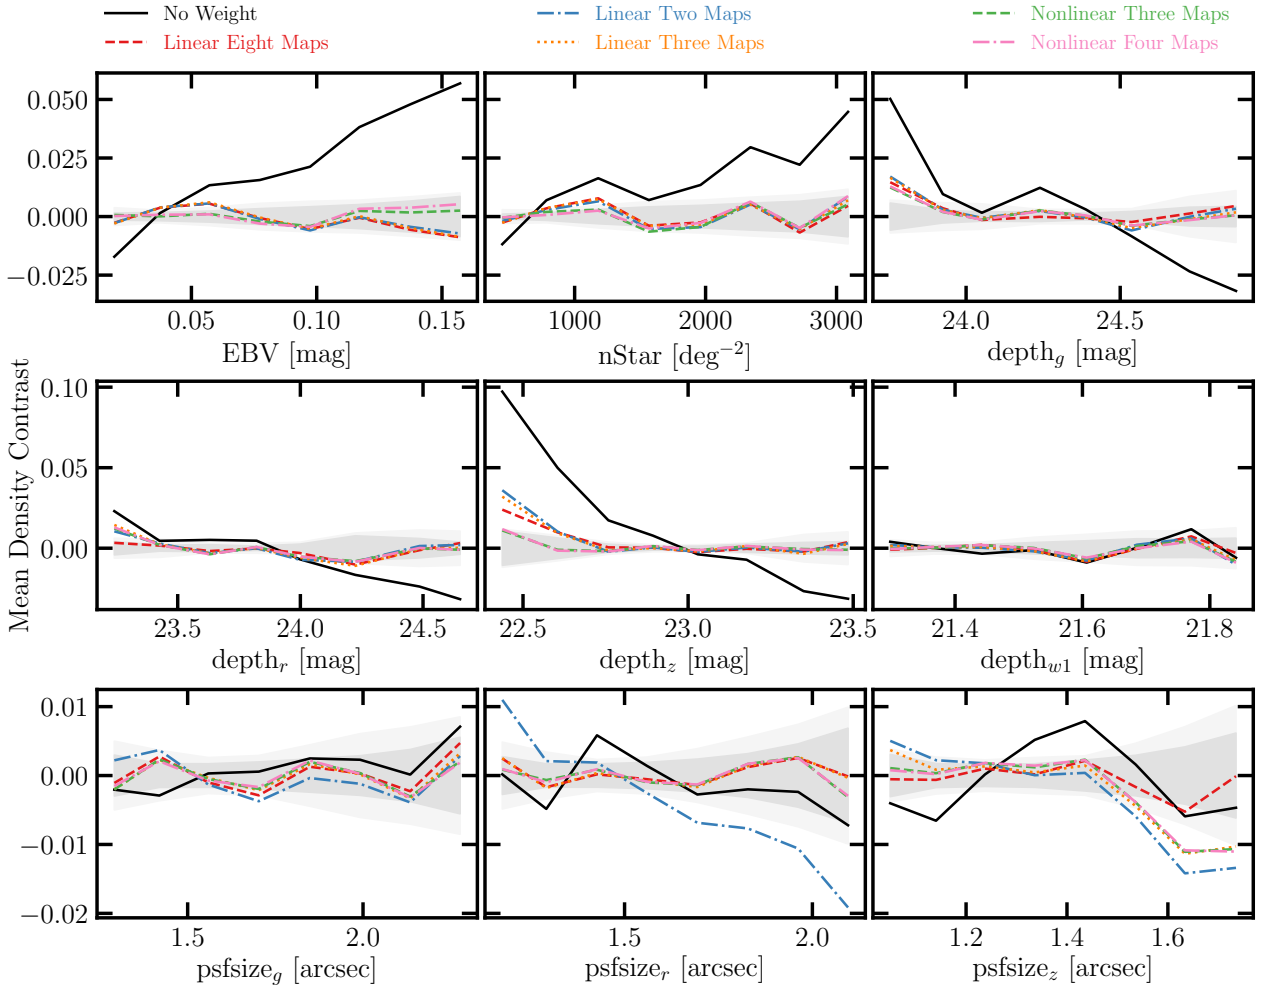 No Weight Linear Two Maps Nonlinear Three Maps
Linear Eight Maps Linear Three Maps Nonlinear Four Maps
0.050
0.025
0.000
−0.025
0.05 0.10 0.15
EBV [mag]
1000 2000 3000
nStar [deg⁻²]
24.0 24.5
depth_g [mag]
Mean Density Contrast
0.10
0.05
0.00
23.5 24.0 24.5
depth_r [mag]
22.5 23.0 23.5
depth_z [mag]
21.4 21.6 21.8
depth_w1 [mag]
0.01
0.00
−0.01
−0.02
1.5 2.0
psfsize_g [arcsec]
1.5 2.0
psfsize_r [arcsec]
1.2 1.4 1.6
psfsize_z [arcsec]